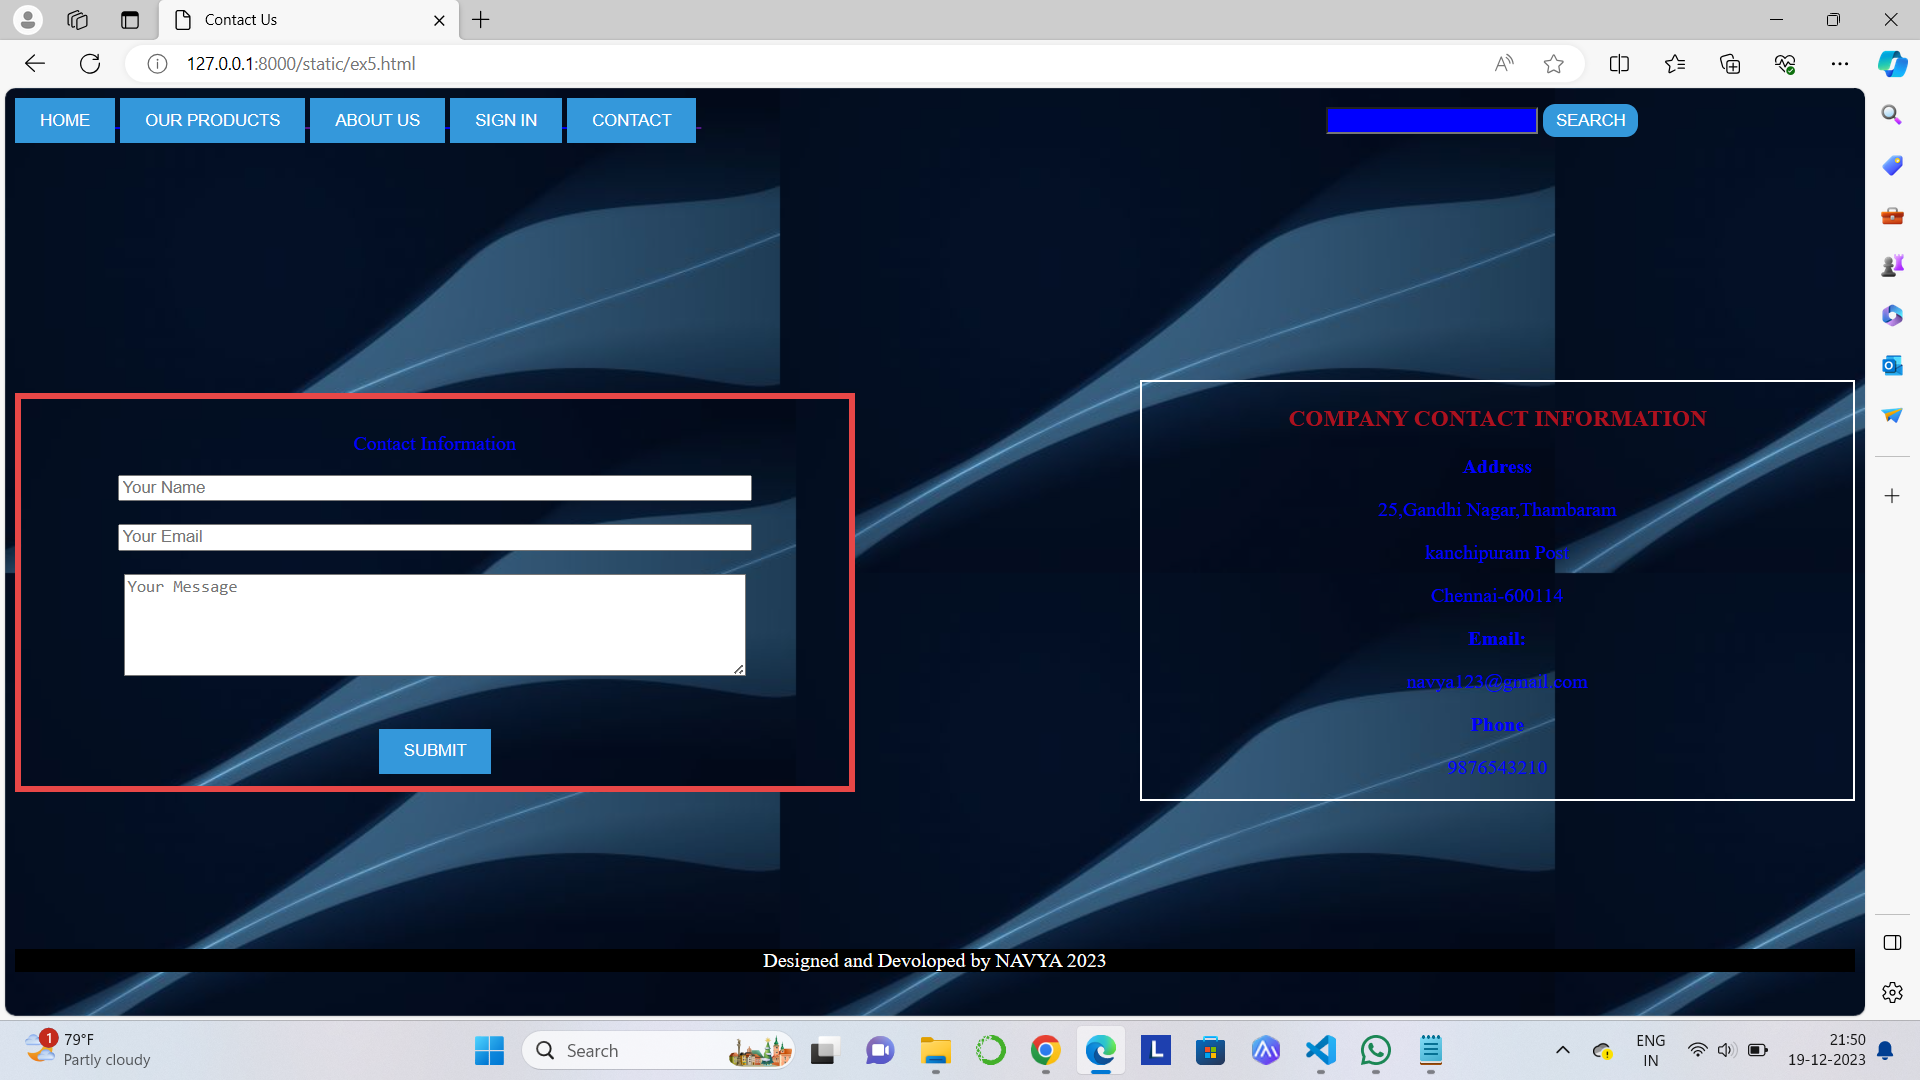 Contact Us
127.0.0.1:8000/static/ex5.html
HOME OUR PRODUCTS ABOUT US SIGN IN CONTACT SEARCH
Contact Information
Your Name
Your Email
Your Message
SUBMIT
COMPANY CONTACT INFORMATION
Address
25,Gandhi Nagar,Thambaram
kanchipuram Post
Chennai-600114
Email:
navya123@gmail.com
Phone
9876543210
Designed and Devoloped by NAVYA 2023
1
79°F
Partly cloudy
Search
L
ENG
IN
21:50
19-12-2023